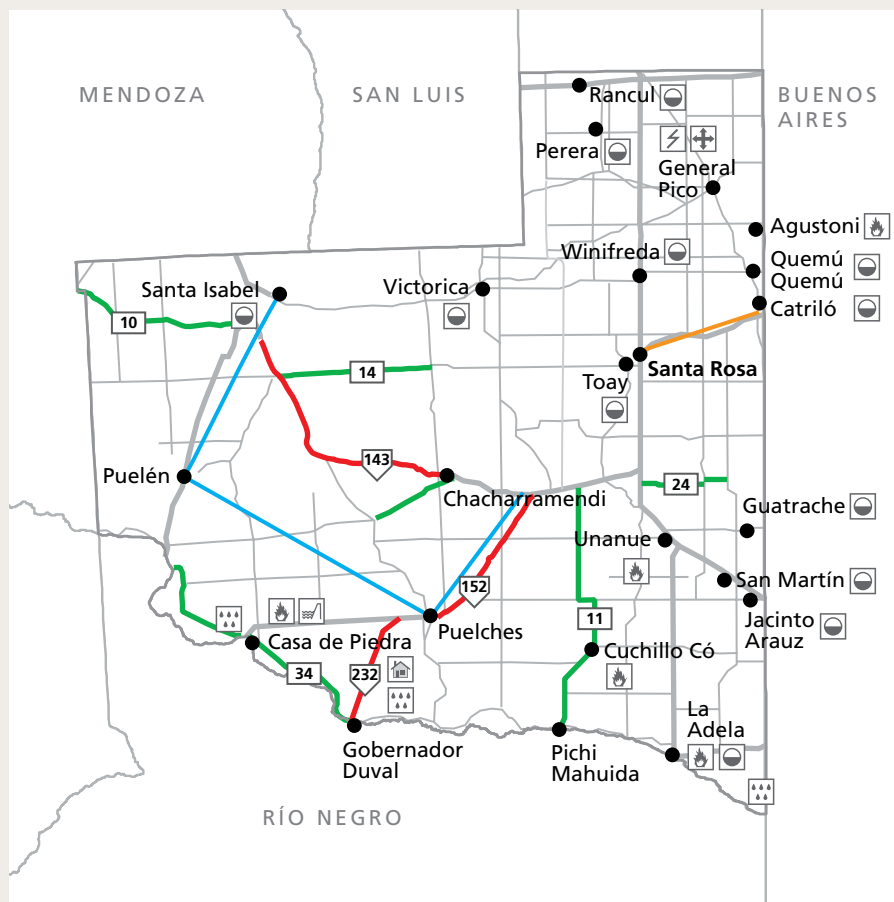 MENDOZA
SAN LUIS
BUENOS
AIRES
Rancul
Perera
General
Pico
Agustoni
Winifreda
Quemú
Quemú
Santa Isabel
Victorica
Catriló
10
Santa Rosa
14
Toay
143
Puelén
Chacharramendi
24
Guatrache
Unanue
152
San Martín
11
Jacinto
Arauz
Puelches
Casa de Piedra
Cuchillo Có
34
232
La
Adela
Gobernador
Duval
Pichi
Mahuida
RÍO NEGRO